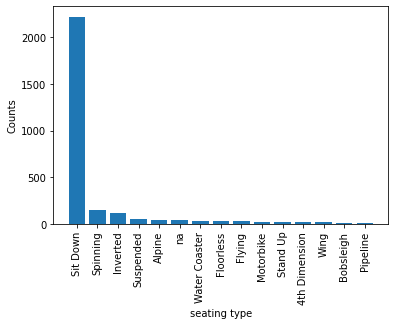 2000
1500
1000
500
0
Counts
Sit Down
Spinning
Inverted
Suspended
Alpine
na
Water Coaster
Floorless
Flying
Motorbike
Stand Up
4th Dimension
Wing
Bobsleigh
Pipeline
seating type